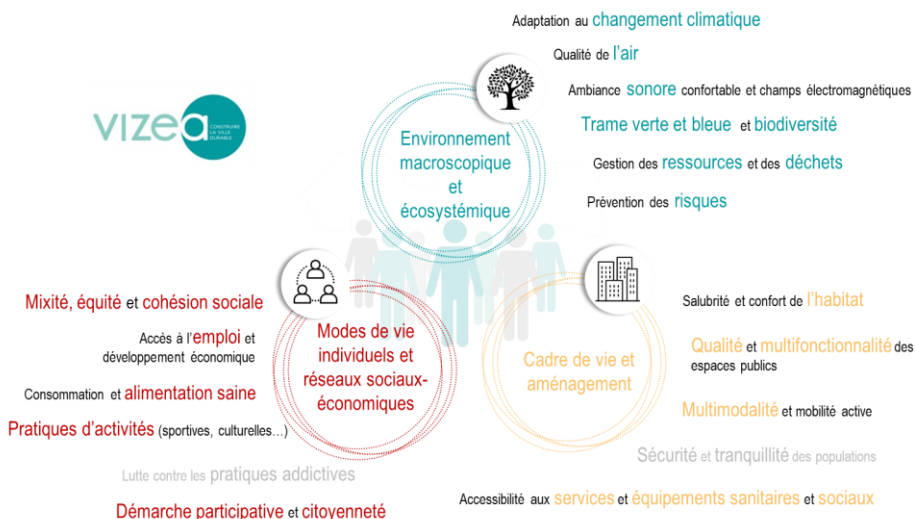 Adaptation au changement climatique
Qualité de l'air
Ambiance sonore confortable et champs électromagnétiques
Trame verte et bleue et biodiversité
Gestion des ressources et des déchets
Prévention des risques
vizea
CONSTRUIRE
LA VILLE
DURABLE
Environnement
macroscopique
et
écosystémique
Mixité, équité et cohésion sociale
Accès à l'emploi et
développement économique
Consommation et alimentation saine
Pratiques d'activités (sportives, culturelles...)
Lutte contre les pratiques addictives
Démarche participative et citoyenneté
Modes de vie
individuels et
réseaux sociaux-
économiques
Cadre de vie et
aménagement
Salubrité et confort de l'habitat
Qualité et multifonctionnalité des
espaces publics
Multimodalité et mobilité active
Sécurité et tranquillité des populations
Accessibilité aux services et équipements sanitaires et sociaux